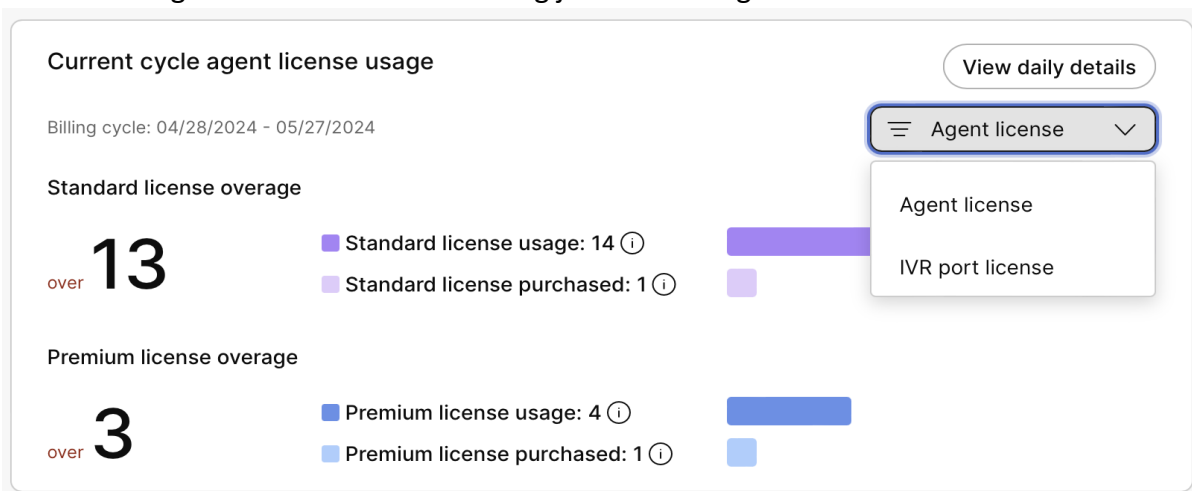 Current cycle agent license usage
View daily details
Billing cycle: 04/28/2024 - 05/27/2024
Agent license
Standard license overage
Agent license
over 13
Standard license usage: 14
IVR port license
Standard license purchased: 1
Premium license overage
over 3
Premium license usage: 4
Premium license purchased: 1